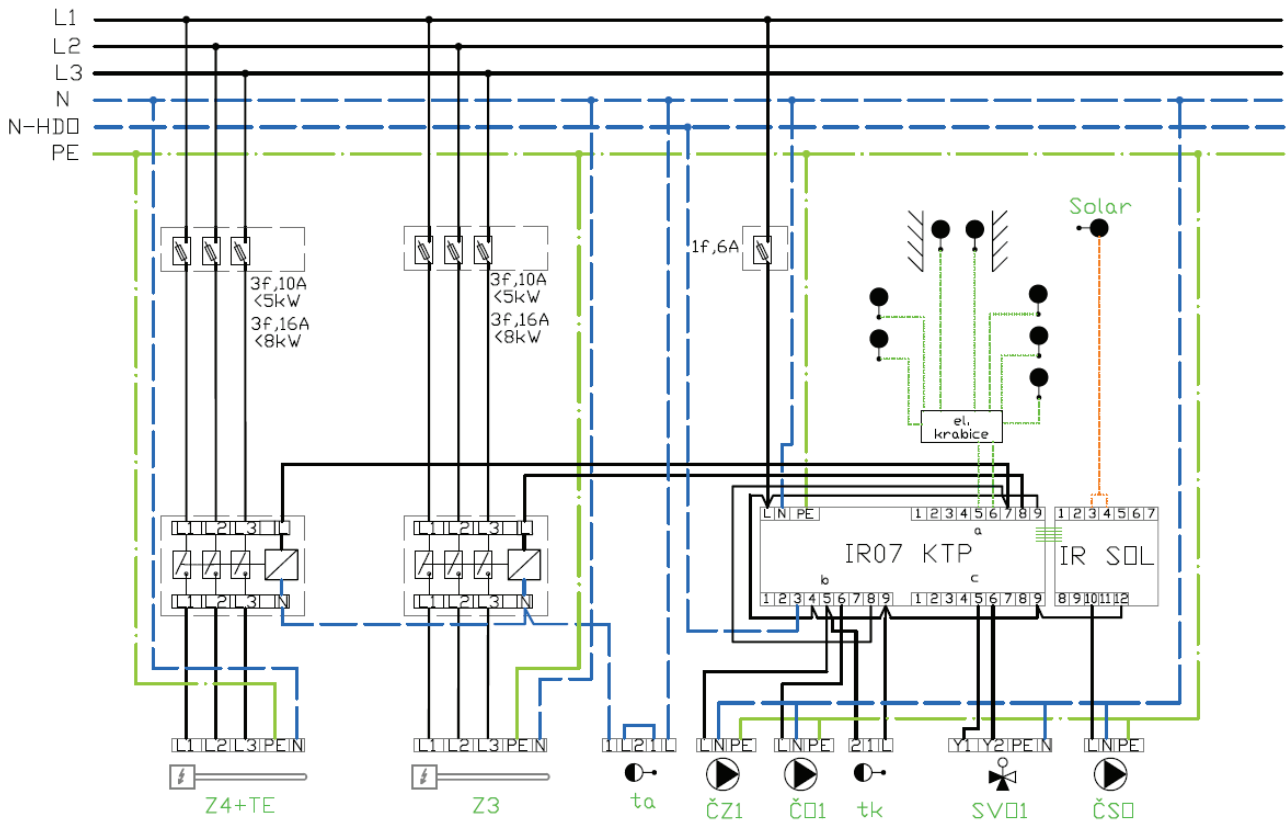 L1
L2
L3
N
N-HDO
PE
Solar
1f,6A
3f,10A
<5kW
3f,16A
<8kW
3f,10A
<5kW
3f,16A
<8kW
el.
krabice
L1 L2 L3 L
L1 L2 L3 L
L N PE
1 2 3 4 5 6 7 8 9
1 2 3 4 5 6 7
a
IR07 KTP
IR SOL
b
c
1 2 3 4 5 6 7 8 9
1 2 3 4 5 6 7 8 9
8 9 10 11 12
L1 L2 L3 N
L1 L2 L3 N
L1 L2 L3 PE N
L1 L2 L3 PE N
1 L 2 1 L
L N PE
L N PE
2 1 L
Y1 Y2 PE N
L N PE
Z4+TE
Z3
ta
ČZ1
ČO1
tk
SVO1
ČSO